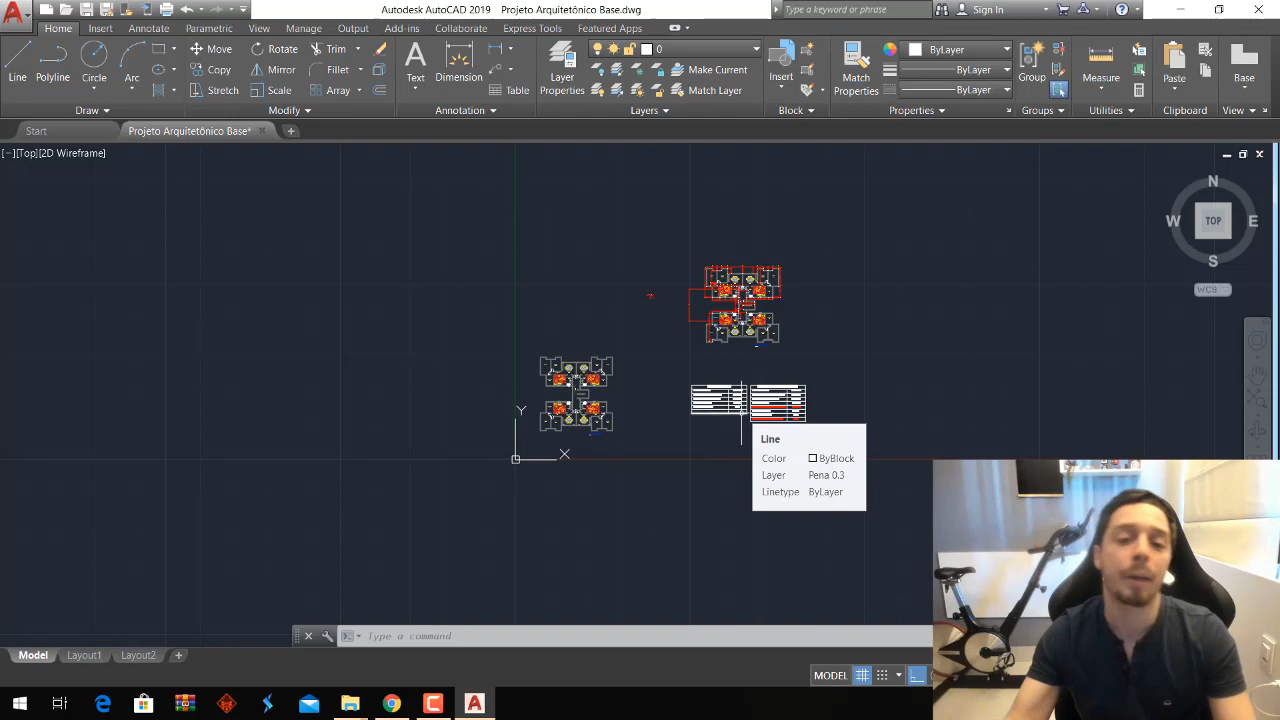 Autodesk AutoCAD 2019 Projeto Arquitetônico Base.dwg
Type a keyword or phrase
Sign In
Home Insert Annotate Parametric View Manage Output Add-ins Collaborate Express Tools Featured Apps
Line
Polyline
Circle
Arc
Move
Rotate
Trim
Copy
Mirror
Fillet
Stretch
Scale
Array
Text
Dimension
Table
Layer
Properties
0
Make Current
Match Layer
Insert
Match
Properties
ByLayer
ByLayer
ByLayer
Group
Measure
Paste
Base
Draw
Modify
Annotation
Layers
Block
Properties
Groups
Utilities
Clipboard
View
Start
Projeto Arquitetônico Base*
[−][Top][2D Wireframe]
N
W
TOP
E
S
WCS
Y
X
Line
Color ByBlock
Layer Pena 0.3
Linetype ByLayer
Type a command
Model
Layout1
Layout2
MODEL